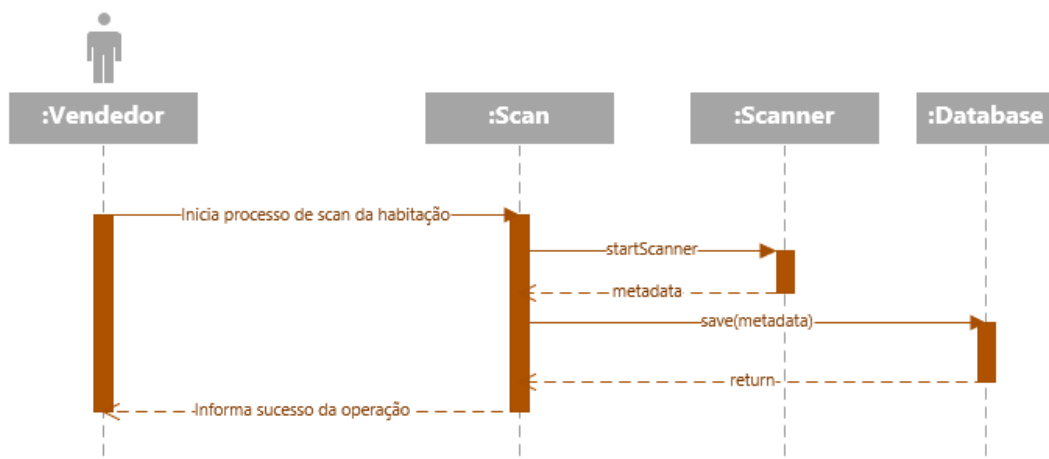 :Vendedor
:Scan
:Scanner
:Database
Inicia processo de scan da habitação
startScanner
metadata
save(metadata)
return
Informa sucesso da operação